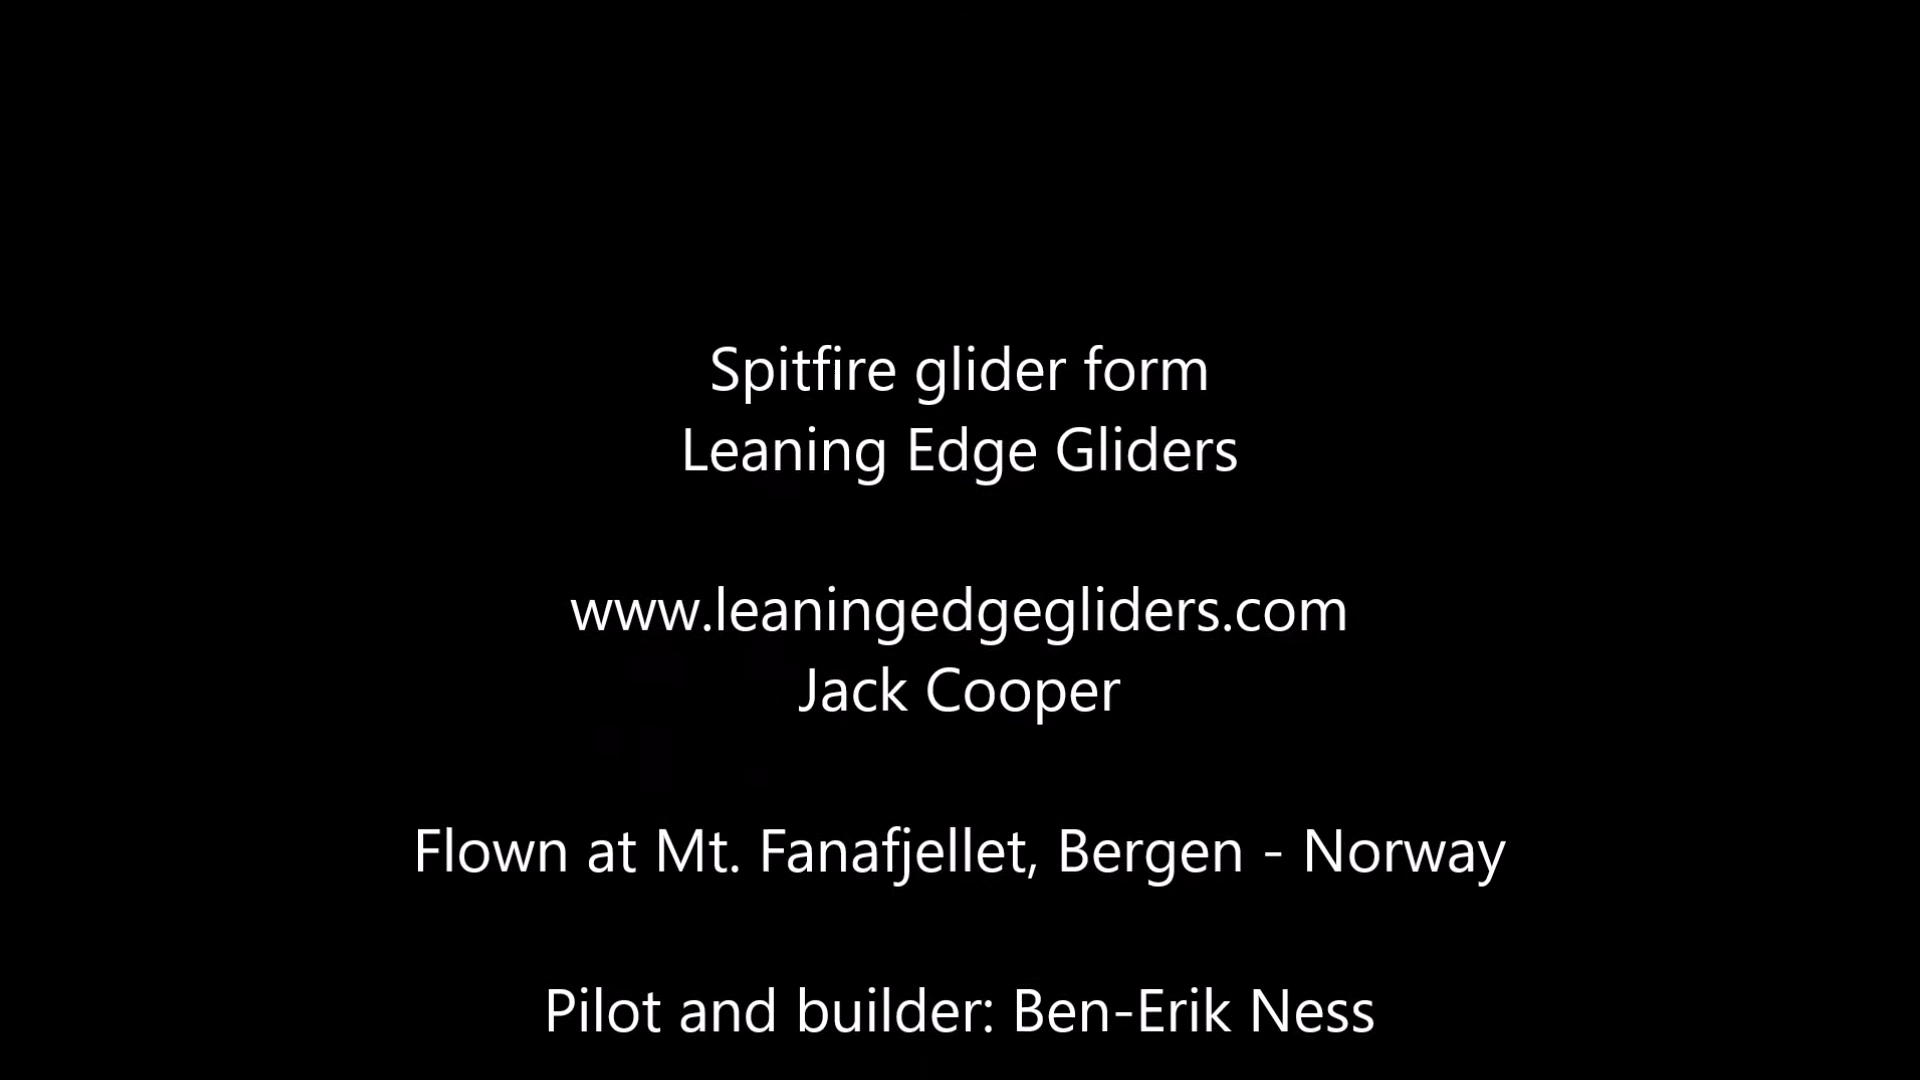 Spitfire glider form
Leaning Edge Gliders
www.leaningedgegliders.com
Jack Cooper
Flown at Mt. Fanafjellet, Bergen - Norway
Pilot and builder: Ben-Erik Ness